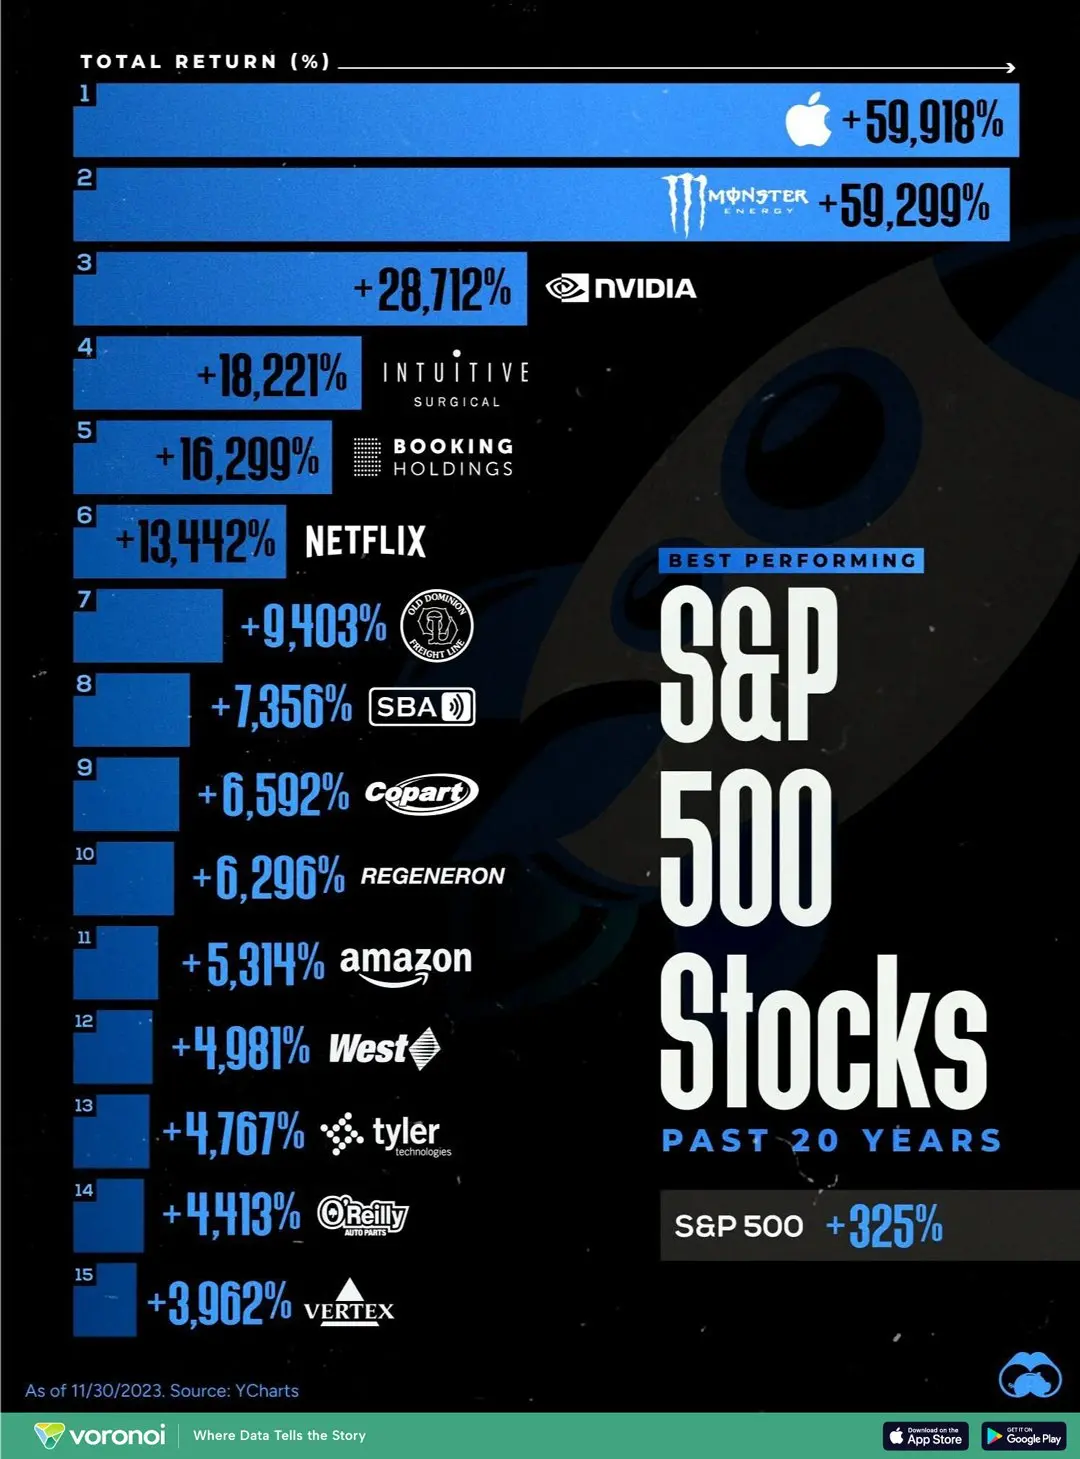 TOTAL RETURN (%)
1
+59,918%
2
MONSTER
ENERGY
+59,299%
3
+28,712%
NVIDIA
4
+18,221%
INTUITIVE
SURGICAL
5
+16,299%
BOOKING
HOLDINGS
6
+13,442%
NETFLIX
7
+9,403%
OLD DOMINION
FREIGHT LINE
8
+7,356%
SBA
9
+6,592%
Copart
10
+6,296%
REGENERON
11
+5,314%
amazon
12
+4,981%
West
13
+4,767%
tyler
technologies
14
+4,413%
O'Reilly
AUTO PARTS
15
+3,962%
VERTEX
BEST PERFORMING
S&P
500
Stocks
PAST 20 YEARS
S&P 500 +325%
As of 11/30/2023. Source: YCharts
voronoi
Where Data Tells the Story
Download on the
App Store
GET IT ON
Google Play